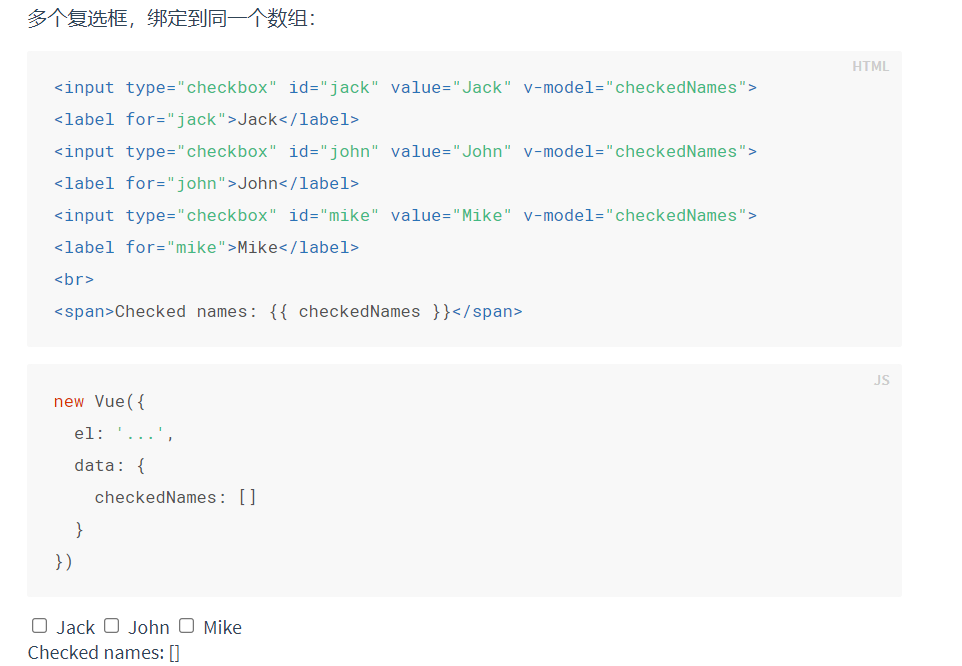 多个复选框，绑定到同一个数组：
HTML
<input type="checkbox" id="jack" value="Jack" v-model="checkedNames">
<label for="jack">Jack</label>
<input type="checkbox" id="john" value="John" v-model="checkedNames">
<label for="john">John</label>
<input type="checkbox" id="mike" value="Mike" v-model="checkedNames">
<label for="mike">Mike</label>
<br>
<span>Checked names: {{ checkedNames }}</span>
JS
new Vue({
  el: '...',
  data: {
    checkedNames: []
  }
})
Jack John Mike
Checked names: []